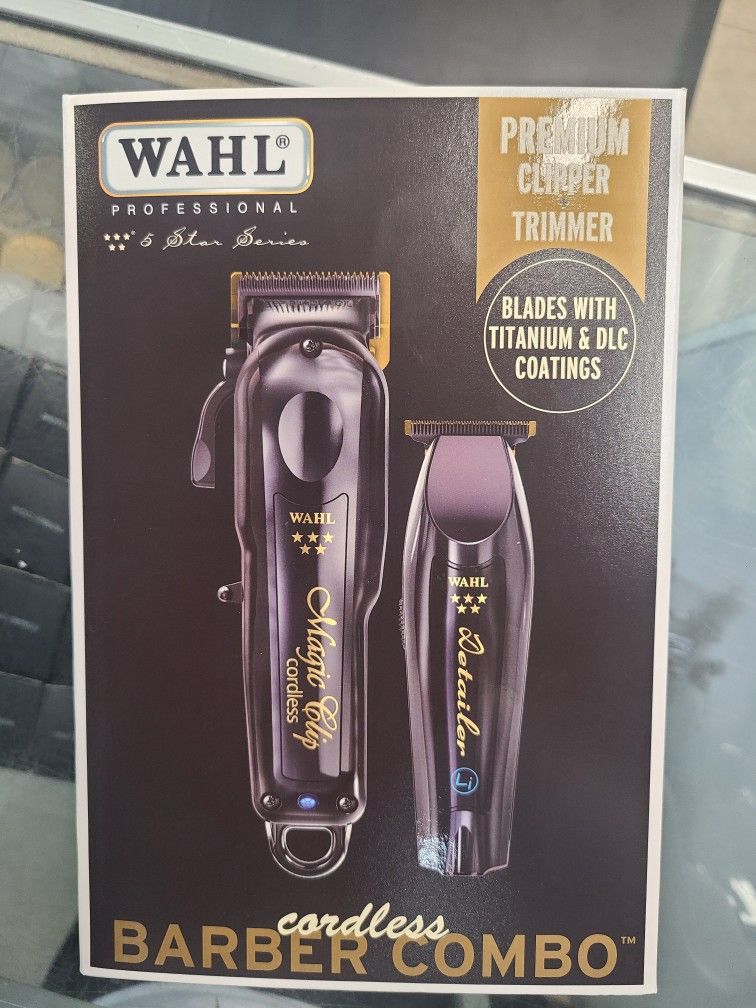 WAHL®
PROFESSIONAL
5 Star Series
PREMIUM
CLIPPER
+
TRIMMER
BLADES WITH
TITANIUM & DLC
COATINGS
WAHL
Magic Clip
cordless
WAHL
Detailer
Li
cordless
BARBER COMBO™